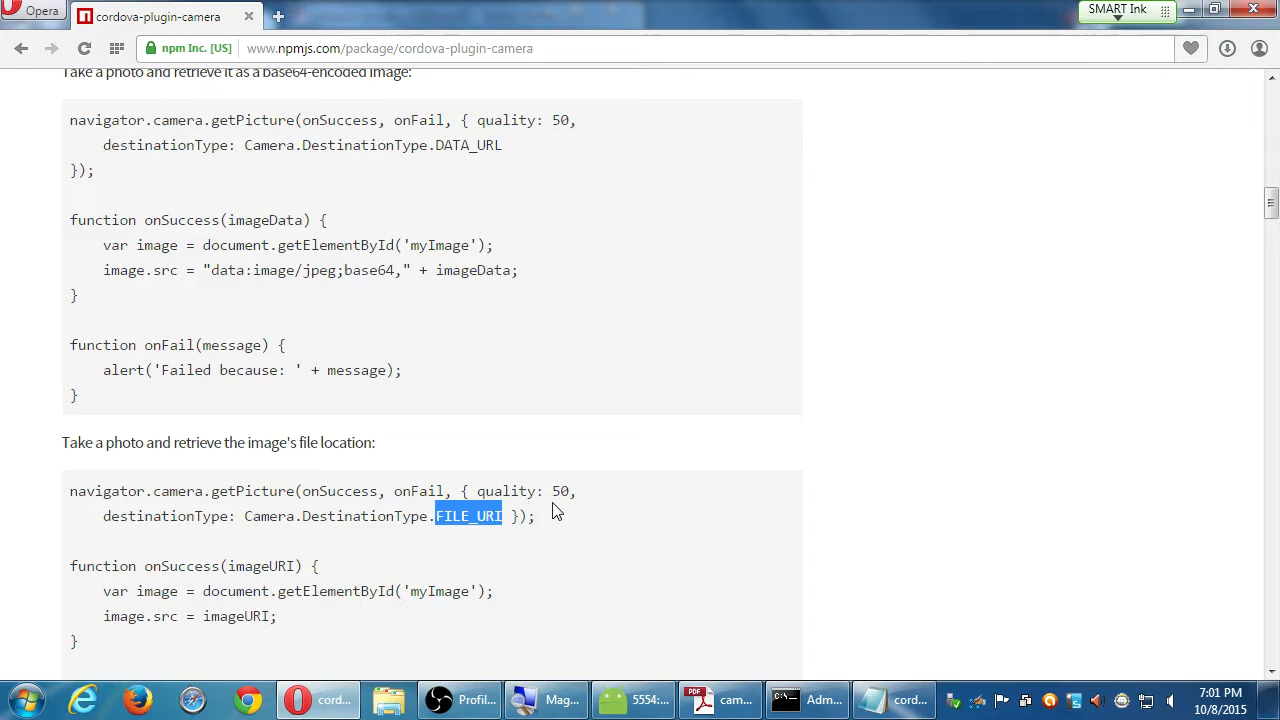 Opera
cordova-plugin-camera
SMART Ink
npm Inc. [US]
www.npmjs.com/package/cordova-plugin-camera
Take a photo and retrieve it as a base64-encoded image:
navigator.camera.getPicture(onSuccess, onFail, { quality: 50,
    destinationType: Camera.DestinationType.DATA_URL
});
function onSuccess(imageData) {
    var image = document.getElementById('myImage');
    image.src = "data:image/jpeg;base64," + imageData;
}
function onFail(message) {
    alert('Failed because: ' + message);
}
Take a photo and retrieve the image's file location:
navigator.camera.getPicture(onSuccess, onFail, { quality: 50,
    destinationType: Camera.DestinationType.FILE_URI });
function onSuccess(imageURI) {
    var image = document.getElementById('myImage');
    image.src = imageURI;
}
cord... Profil... Mag... 5554:... PDF cam... Adm... cord...
7:01 PM
10/8/2015